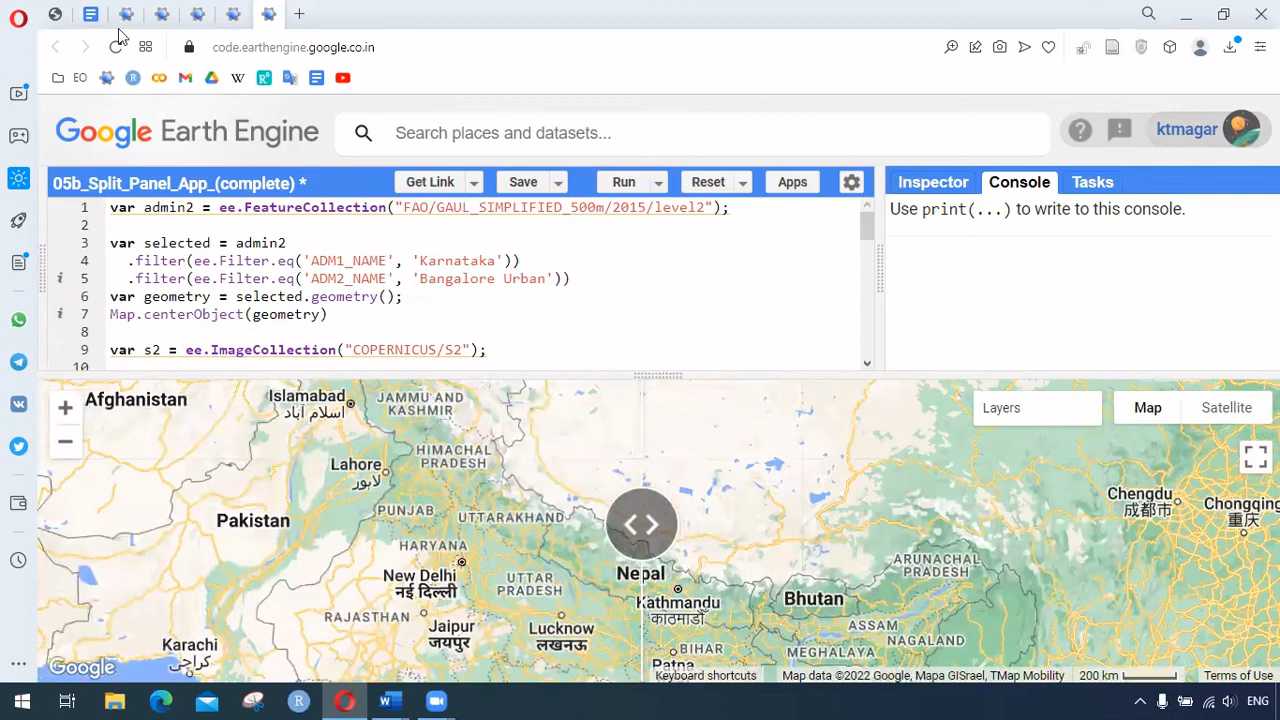 code.earthengine.google.co.in
EO
Google Earth Engine
Search places and datasets...
ktmagar
05b_Split_Panel_App_(complete) *
Get Link
Save
Run
Reset
Apps
Inspector
Console
Tasks
1 var admin2 = ee.FeatureCollection("FAO/GAUL_SIMPLIFIED_500m/2015/level2");
2
3 var selected = admin2
4 .filter(ee.Filter.eq('ADM1_NAME', 'Karnataka'))
5 .filter(ee.Filter.eq('ADM2_NAME', 'Bangalore Urban'))
6 var geometry = selected.geometry();
7 Map.centerObject(geometry)
8
9 var s2 = ee.ImageCollection("COPERNICUS/S2");
10
Use print(...) to write to this console.
Layers
Map
Satellite
Afghanistan
Islamabad
اسلام آباد
JAMMU AND
KASHMIR
HIMACHAL
PRADESH
Lahore
لاہور
PUNJAB
UTTARAKHAND
Pakistan
HARYANA
New Delhi
नई दिल्ली
UTTAR
PRADESH
RAJASTHAN
Jaipur
जयपुर
Lucknow
लखनऊ
Karachi
كراچى
Nepal
Kathmandu
काठमाडौं
BIHAR
Patna
Bhutan
ARUNACHAL
PRADESH
ASSAM
NAGALAND
MEGHALAYA
Chengdu
成都市
Chongqing
重庆
Google
Keyboard shortcuts
Map data ©2022 Google, Mapa GISrael, TMap Mobility
200 km
Terms of Use
ENG